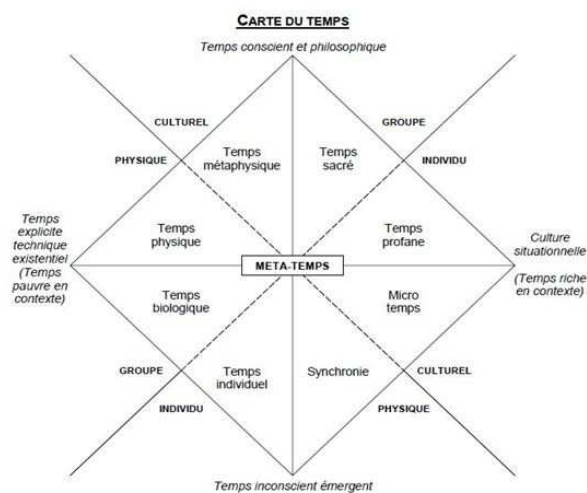 CARTE DU TEMPS
Temps conscient et philosophique
CULTUREL
GROUPE
PHYSIQUE
INDIVIDU
Temps
métaphysique
Temps
sacré
Temps
explicite
technique
existentiel
(Temps
pauvre en
contexte)
Temps
physique
Temps
profane
Culture
situationnelle
(Temps riche
en contexte)
META-TEMPS
Temps
biologique
Micro
temps
GROUPE
INDIVIDU
Temps
individuel
Synchronie
CULTUREL
PHYSIQUE
Temps inconscient émergent